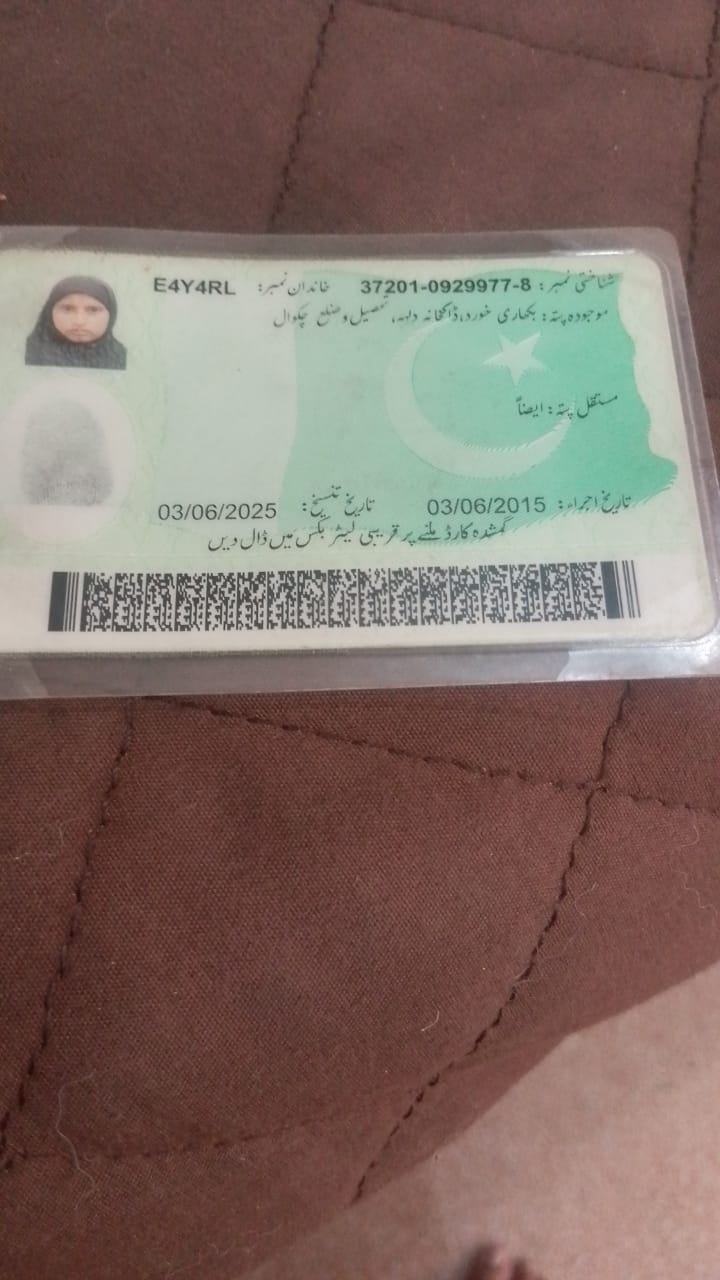 شناختی نمبر: 37201-0929977-8 خاندان نمبر: E4Y4RL
موجودہ پتہ: بکھاری خورد، ڈاکخانہ دلہہ، تحصیل و ضلع چکوال
مستقل پتہ: ایضاً
تاریخ اجراء: 03/06/2015 تاریخ تنسیخ: 03/06/2025
گمشدہ کارڈ ملنے پر قریبی لیٹر بکس میں ڈال دیں